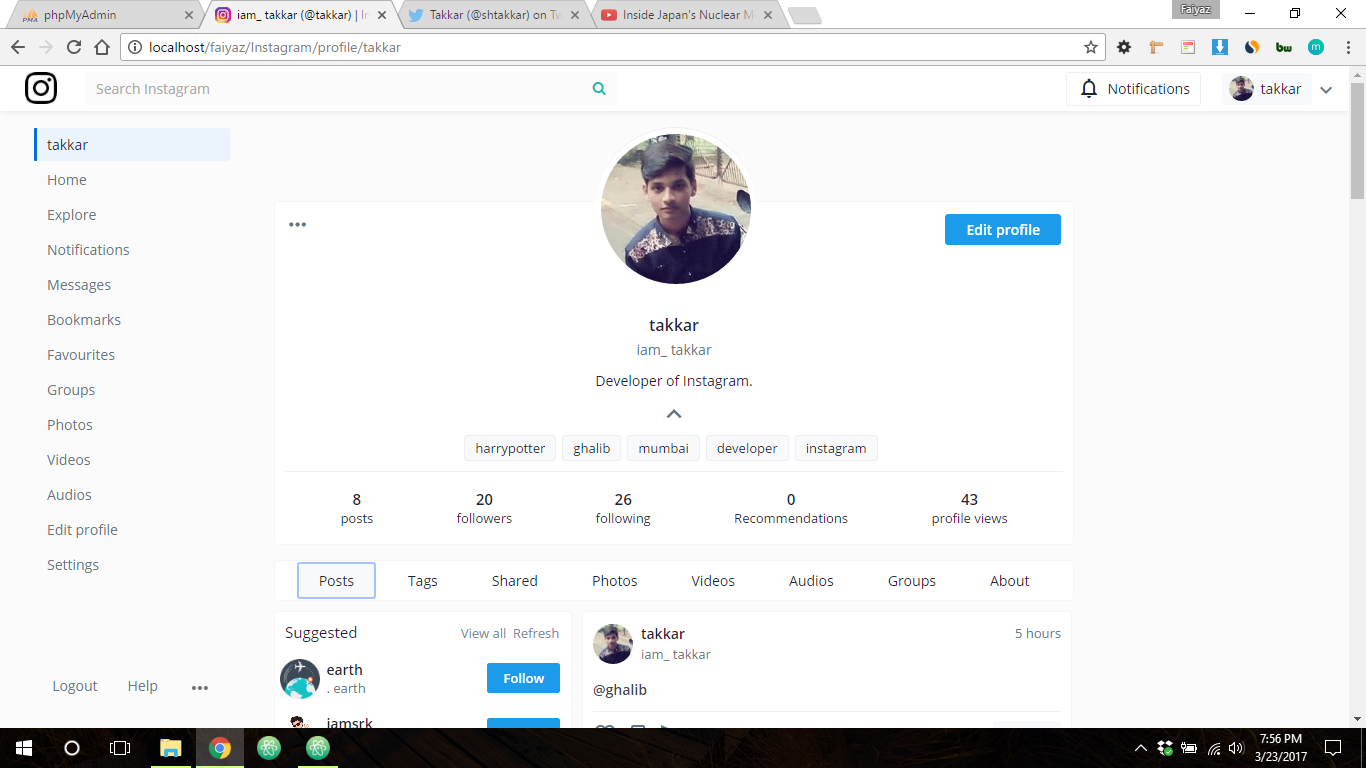 phpMyAdmin
iam_ takkar (@takkar) | In
Takkar (@shtakkar) on Tw
Inside Japan's Nuclear M
Faiyaz
localhost/faiyaz/Instagram/profile/takkar
bw
m
Search Instagram
Notifications
takkar
takkar
Home
Explore
Notifications
Messages
Bookmarks
Favourites
Groups
Photos
Videos
Audios
Edit profile
Settings
Logout Help
Edit profile
takkar
iam_ takkar
Developer of Instagram.
harrypotter ghalib mumbai developer instagram
8 20 26 0 43
posts followers following Recommendations profile views
Posts Tags Shared Photos Videos Audios Groups About
Suggested View all Refresh
earth
. earth
Follow
iamsrk
takkar
iam_ takkar
5 hours
@ghalib
7:56 PM
3/23/2017